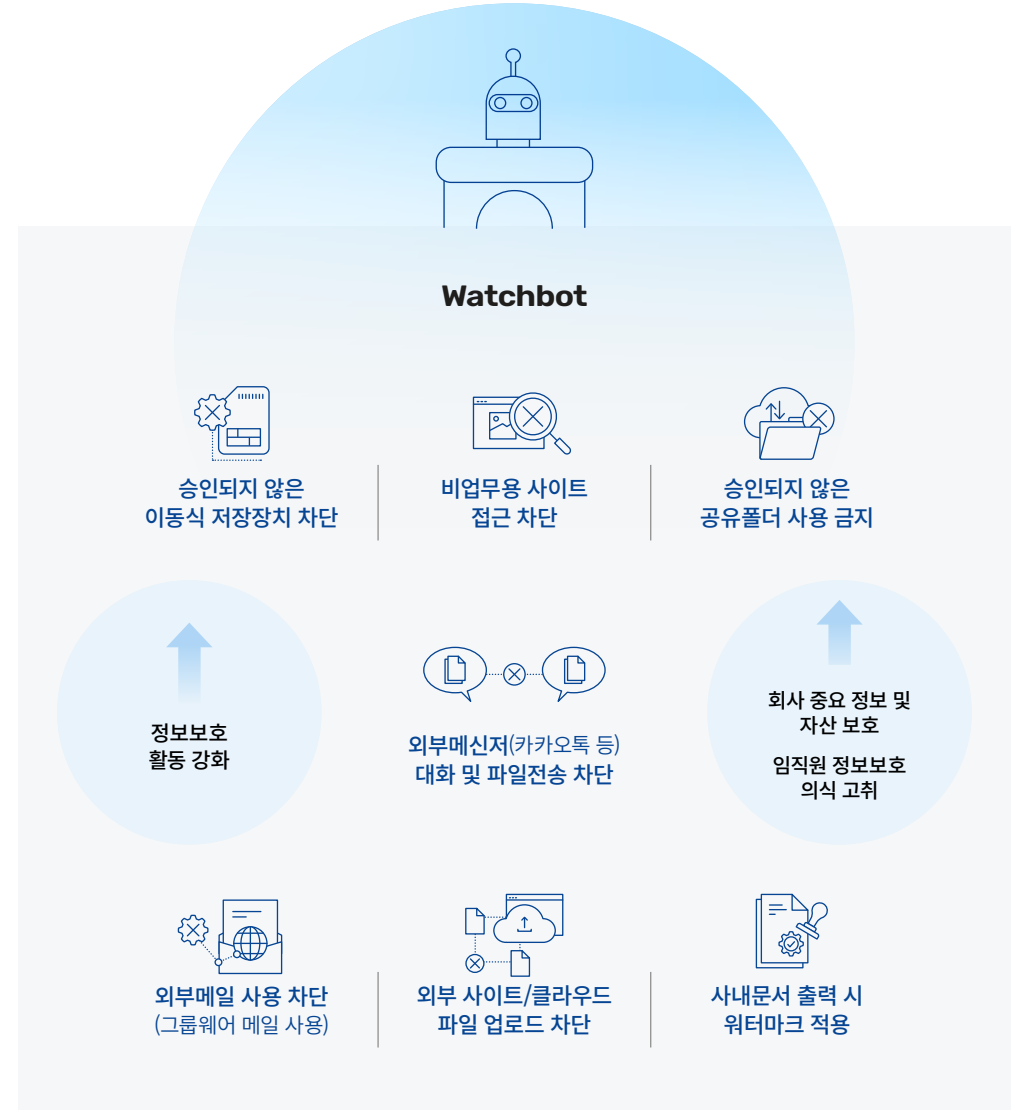 Watchbot
승인되지 않은
이동식 저장장치 차단
비업무용 사이트
접근 차단
승인되지 않은
공유폴더 사용 금지
정보보호
활동 강화
외부메신저(카카오톡 등)
대화 및 파일전송 차단
회사 중요 정보 및
자산 보호
임직원 정보보호
의식 고취
외부메일 사용 차단
(그룹웨어 메일 사용)
외부 사이트/클라우드
파일 업로드 차단
사내문서 출력 시
워터마크 적용